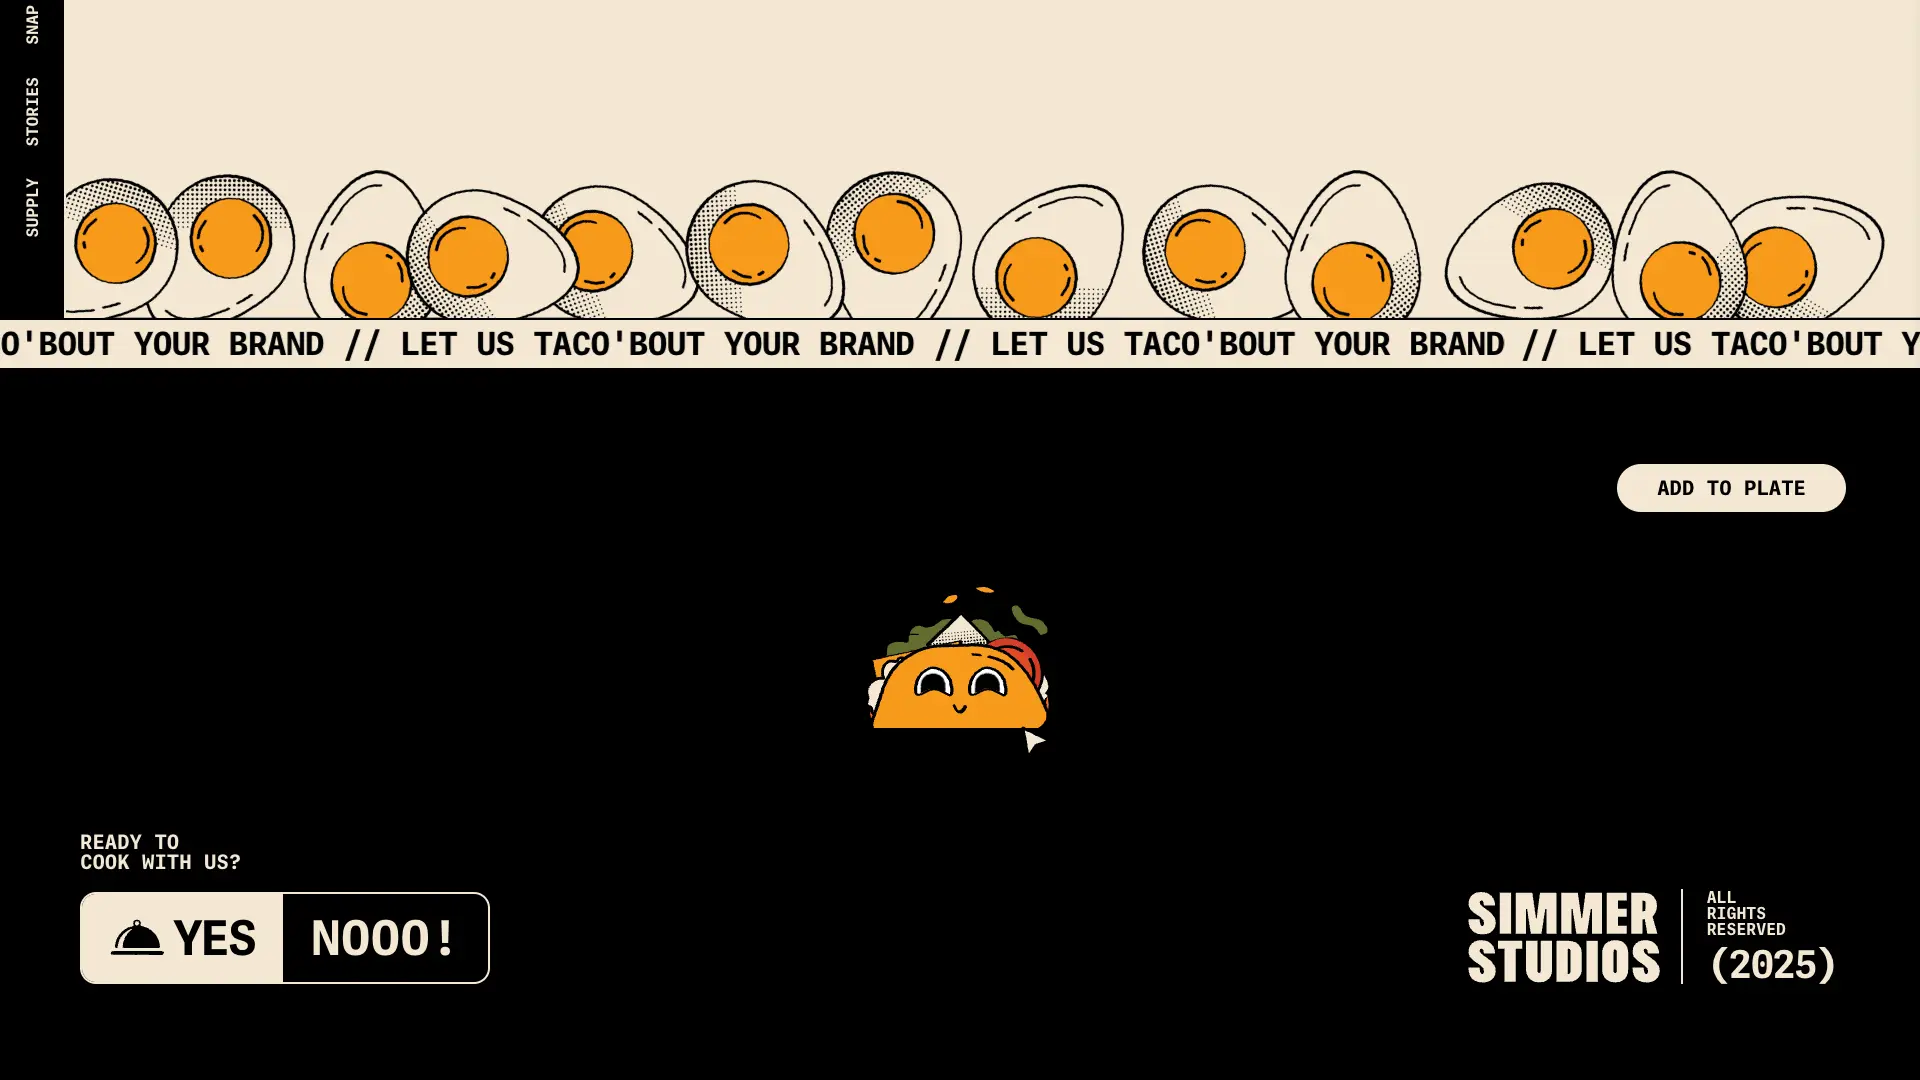 SNAP
STORIES
SUPPLY
O'BOUT YOUR BRAND // LET US TACO'BOUT YOUR BRAND // LET US TACO'BOUT YOUR BRAND // LET US TACO'BOUT Y
ADD TO PLATE
READY TO
COOK WITH US?
YES NOOO!
SIMMER
STUDIOS
ALL
RIGHTS
RESERVED
(2025)